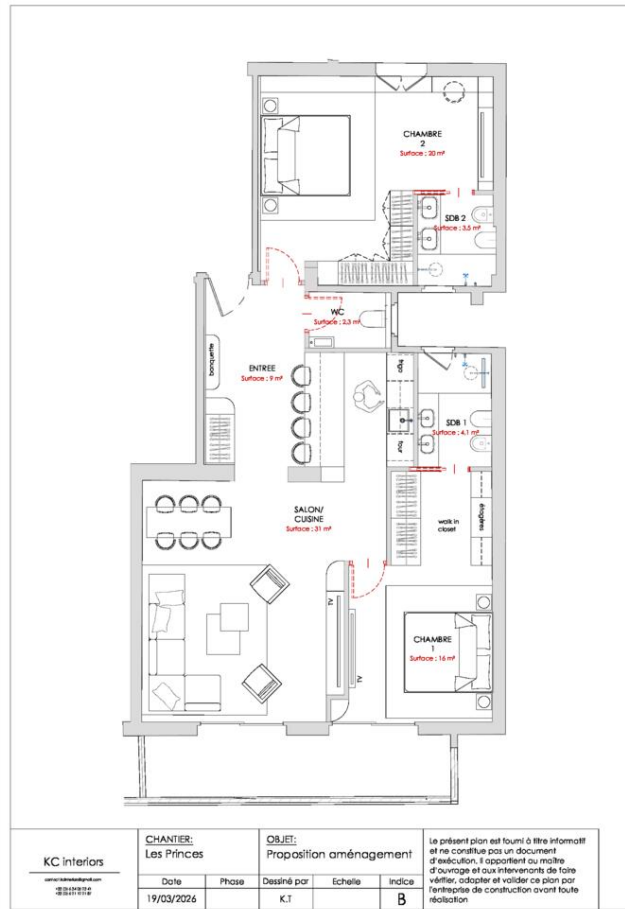 CHAMBRE
2
Surface : 20 m²
SDB 2
Surface : 3,5 m²
WC
Surface : 2,3 m²
banquette
ENTREE
Surface : 9 m²
frigo
four
SDB 1
Surface : 4,1 m²
SALON/
CUISINE
Surface : 31 m²
walk in
closet
étagères
TV
TV
CHAMBRE
1
Surface : 16 m²
KC interiors
CHANTIER:
Les Princes
OBJET:
Proposition aménagement
Date
Phase
Dessiné par
Echelle
Indice
19/03/2026
K.T
B
Le présent plan est fourni à titre informatif
et ne constitue pas un document
d'exécution. Il appartient au maître
d'ouvrage et aux intervenants de faire
vérifier, adapter et valider ce plan par
l'entreprise de construction avant toute
réalisation